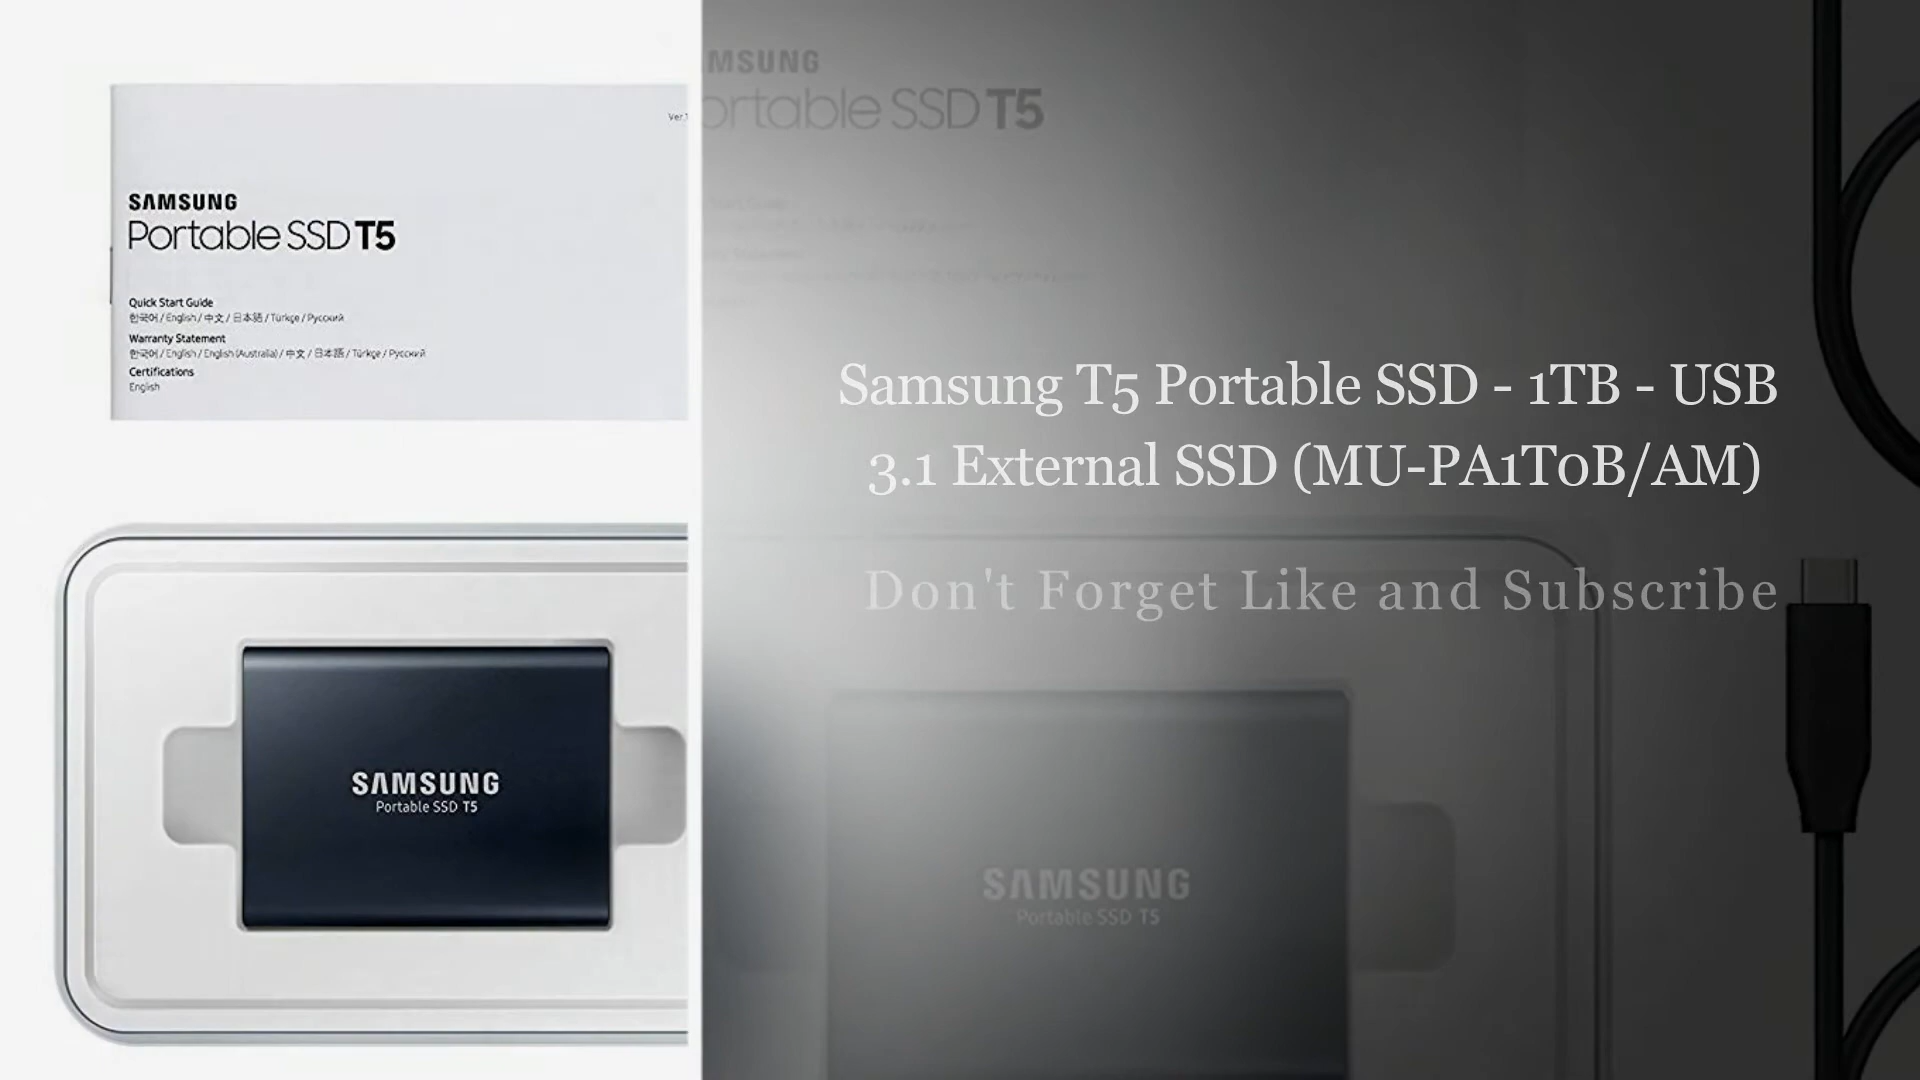 SAMSUNG
Portable SSD T5
Quick Start Guide
한국어 / English / 中文 / 日本語 / Türkçe / Русский
Warranty Statement
한국어 / English / English (Australia) / 中文 / 日本語 / Türkçe / Русский
Certifications
English
SAMSUNG
Portable SSD T5
MSUNG
ortable SSD T5
Samsung T5 Portable SSD - 1TB - USB
3.1 External SSD (MU-PA1T0B/AM)
Don't Forget Like and Subscribe
SAMSUNG
Portable SSD T5